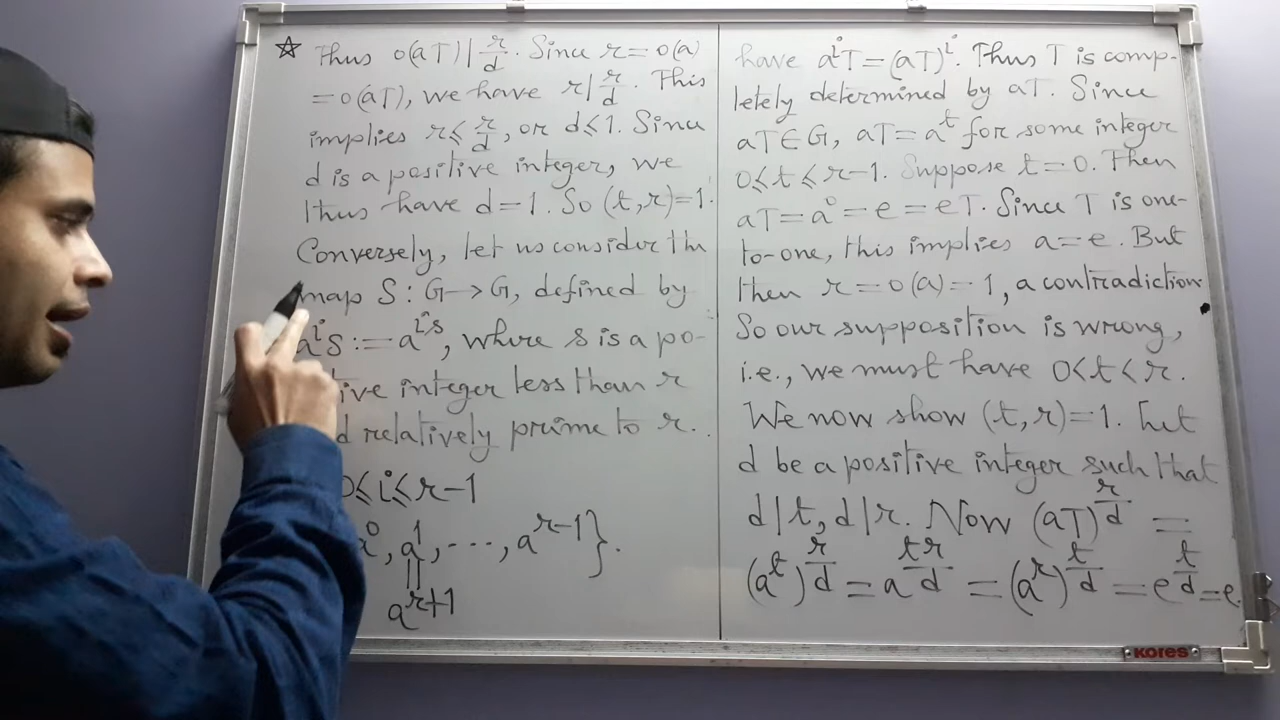 ☆ Thus o(aT) | r/d. Since r=o(a)
=o(aT), we have r | r/d. This
implies r≤ r/d, or d≤1. Since
d is a positive integer, we
thus have d=1. So (t,r)=1.
Conversely, let us consider the
map S: G→G, defined by
a^i S := a^{is}, where s is a po-
tive integer less than r
d relatively prime to r.
0≤i≤r-1
a^0, a^1, ..., a^{r-1}}.
||
a^{r+1}
have a^i T=(aT)^i. Thus T is comp-
letely determined by aT. Since
aT∈G, aT=a^t for some integer
0≤t≤r-1. Suppose t=0. Then
aT=a^0=e=eT. Since T is one-
to-one, this implies a=e. But
then r=o(a)=1, a contradiction.
So our supposition is wrong,
i.e., we must have 0<t<r.
We now show (t,r)=1. Let
d be a positive integer such that
d|t, d|r. Now (aT)^{r/d} =
(a^t)^{r/d} = a^{tr/d} = (a^r)^{t/d} = e^{t/d} = e.
KORES